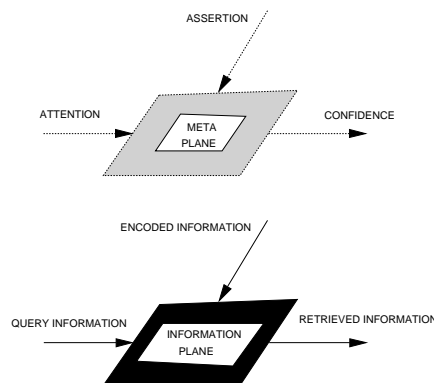 ASSERTION
ATTENTION
CONFIDENCE
META
PLANE
ENCODED INFORMATION
QUERY INFORMATION
RETRIEVED INFORMATION
INFORMATION
PLANE